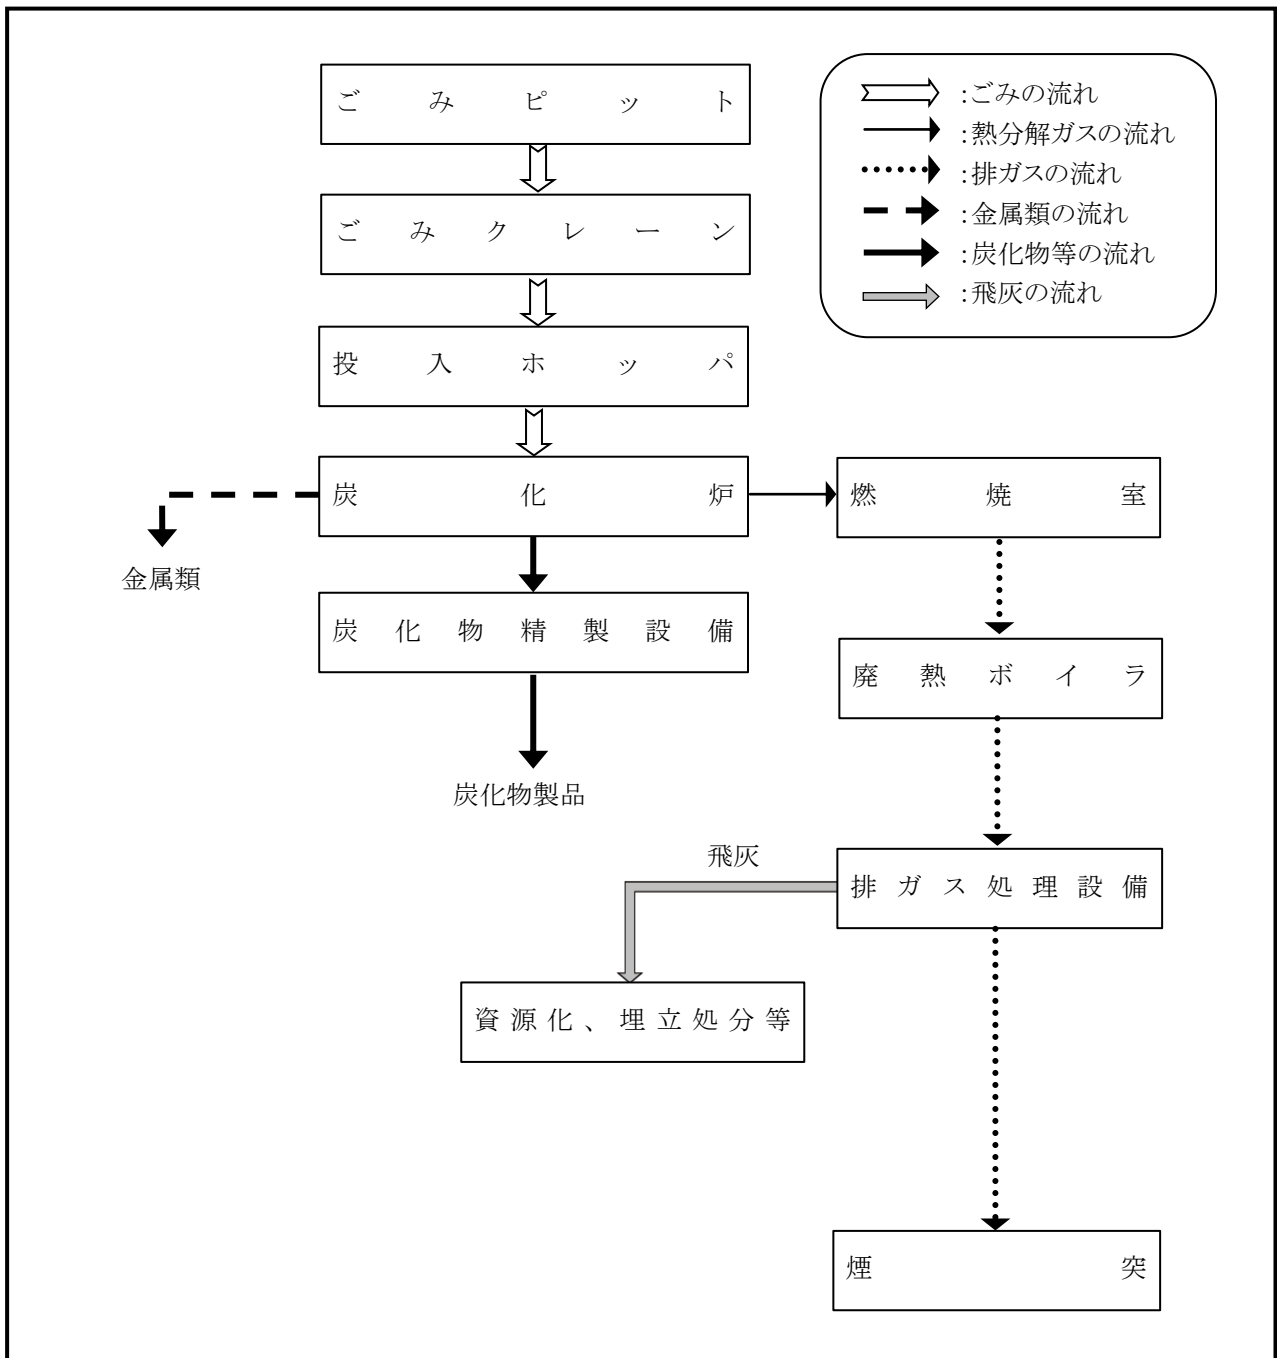 ごみピット
ごみクレーン
投入ホッパ
炭化炉
金属類
炭化物精製設備
炭化物製品
:ごみの流れ
:熱分解ガスの流れ
:排ガスの流れ
:金属類の流れ
:炭化物等の流れ
:飛灰の流れ
燃焼室
廃熱ボイラ
飛灰
排ガス処理設備
資源化、埋立処分等
煙突